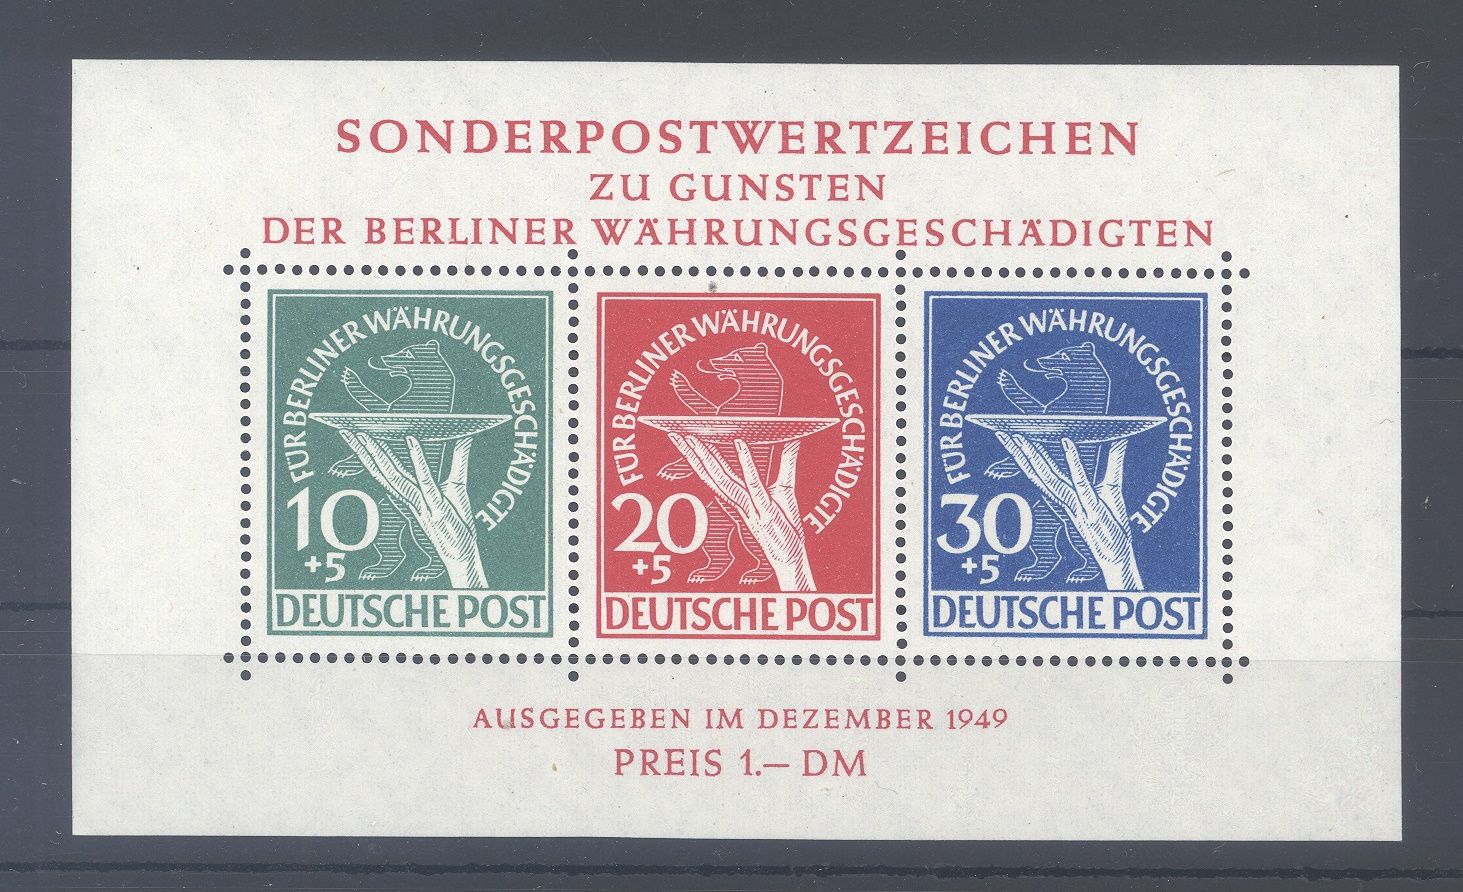 SONDERPOSTWERTZEICHEN
ZU GUNSTEN
DER BERLINER WÄHRUNGSGESCHÄDIGTEN
FÜR BERLINER WÄHRUNGSGESCHÄDIGTE
10
+5
DEUTSCHE POST
FÜR BERLINER WÄHRUNGSGESCHÄDIGTE
20
+5
DEUTSCHE POST
FÜR BERLINER WÄHRUNGSGESCHÄDIGTE
30
+5
DEUTSCHE POST
AUSGEGEBEN IM DEZEMBER 1949
PREIS 1.— DM